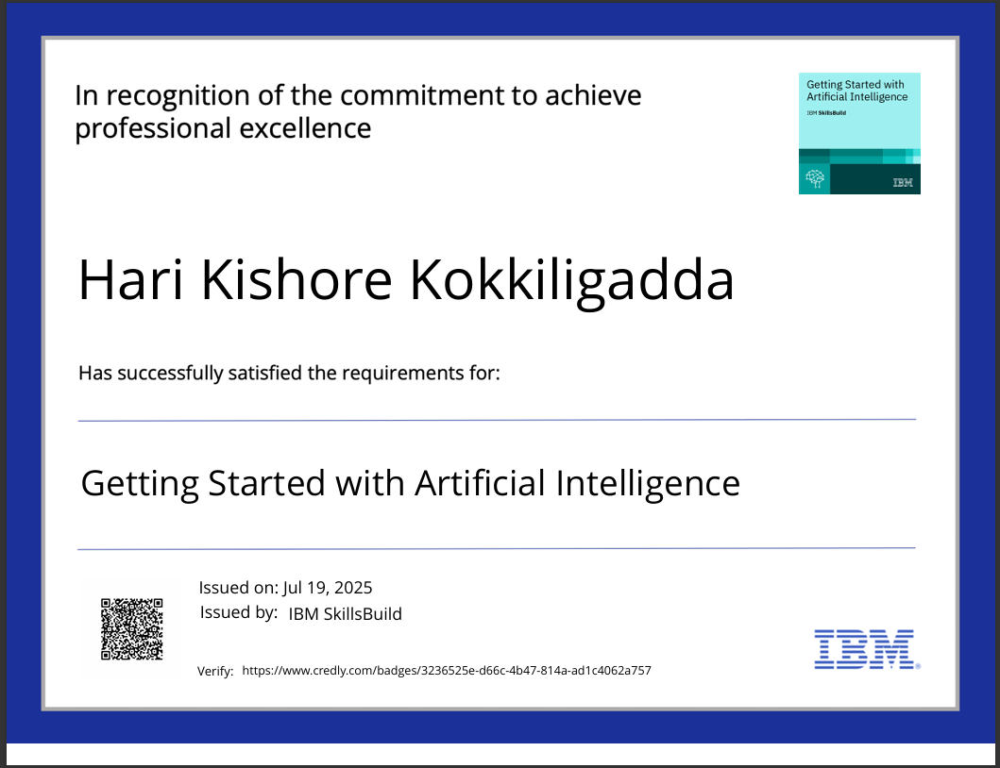 In recognition of the commitment to achieve
professional excellence
Getting Started with
Artificial Intelligence
IBM SkillsBuild
IBM
Hari Kishore Kokkiligadda
Has successfully satisfied the requirements for:
Getting Started with Artificial Intelligence
Issued on: Jul 19, 2025
Issued by: IBM SkillsBuild
Verify: https://www.credly.com/badges/3236525e-d66c-4b47-814a-ad1c4062a757
IBM®